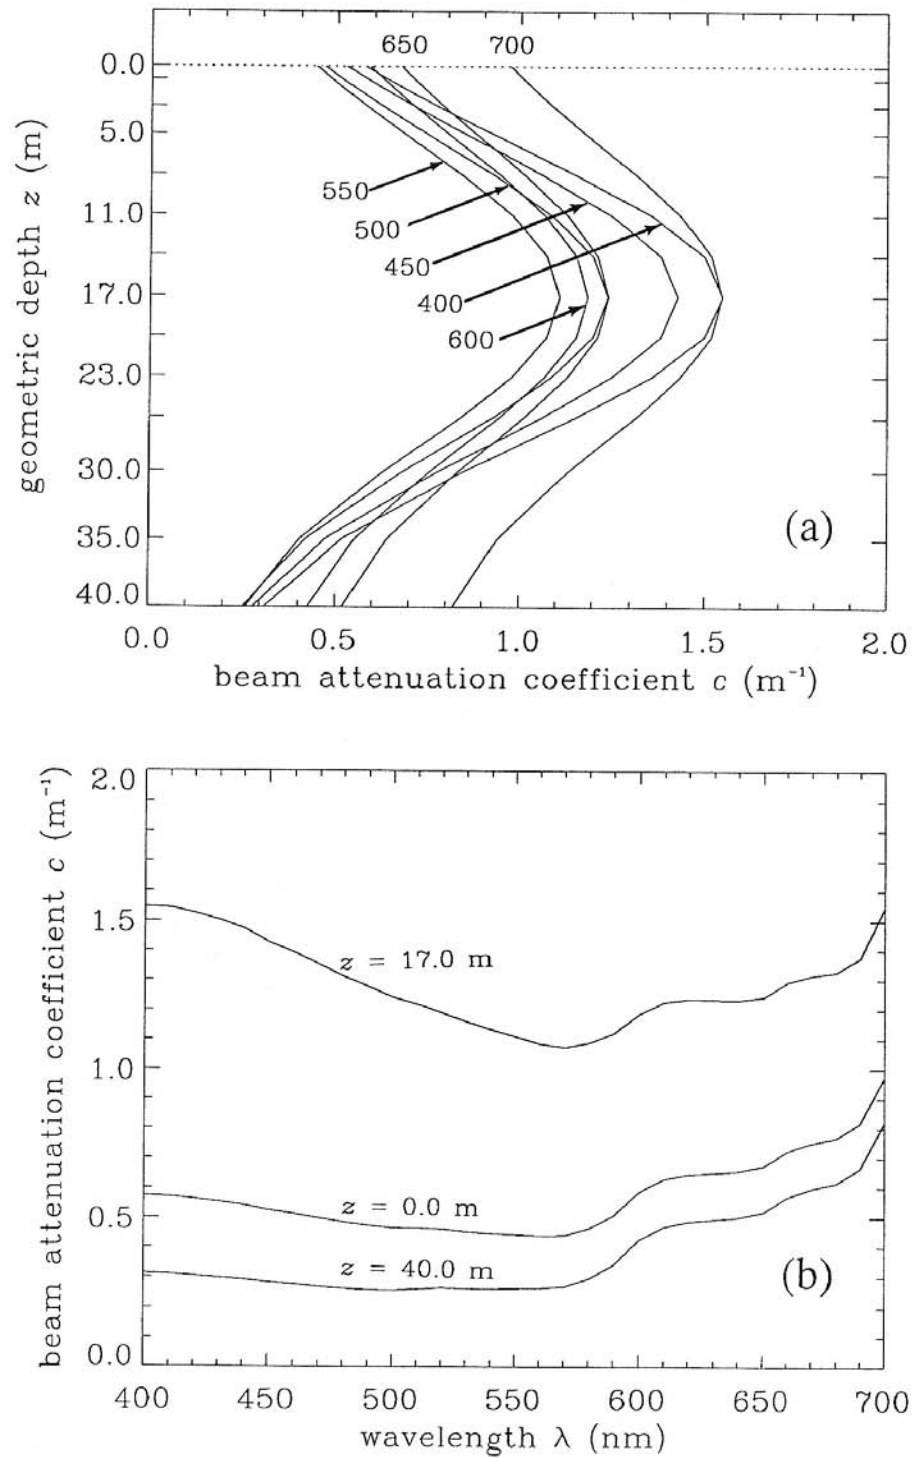 650 700
0.0
5.0
11.0
17.0
23.0
30.0
35.0
40.0
geometric depth z (m)
550
500
450
400
600
(a)
0.0 0.5 1.0 1.5 2.0
beam attenuation coefficient c (m⁻¹)
2.0
1.5
1.0
0.5
0.0
beam attenuation coefficient c (m⁻¹)
z = 17.0 m
z = 0.0 m
z = 40.0 m
(b)
400 450 500 550 600 650 700
wavelength λ (nm)